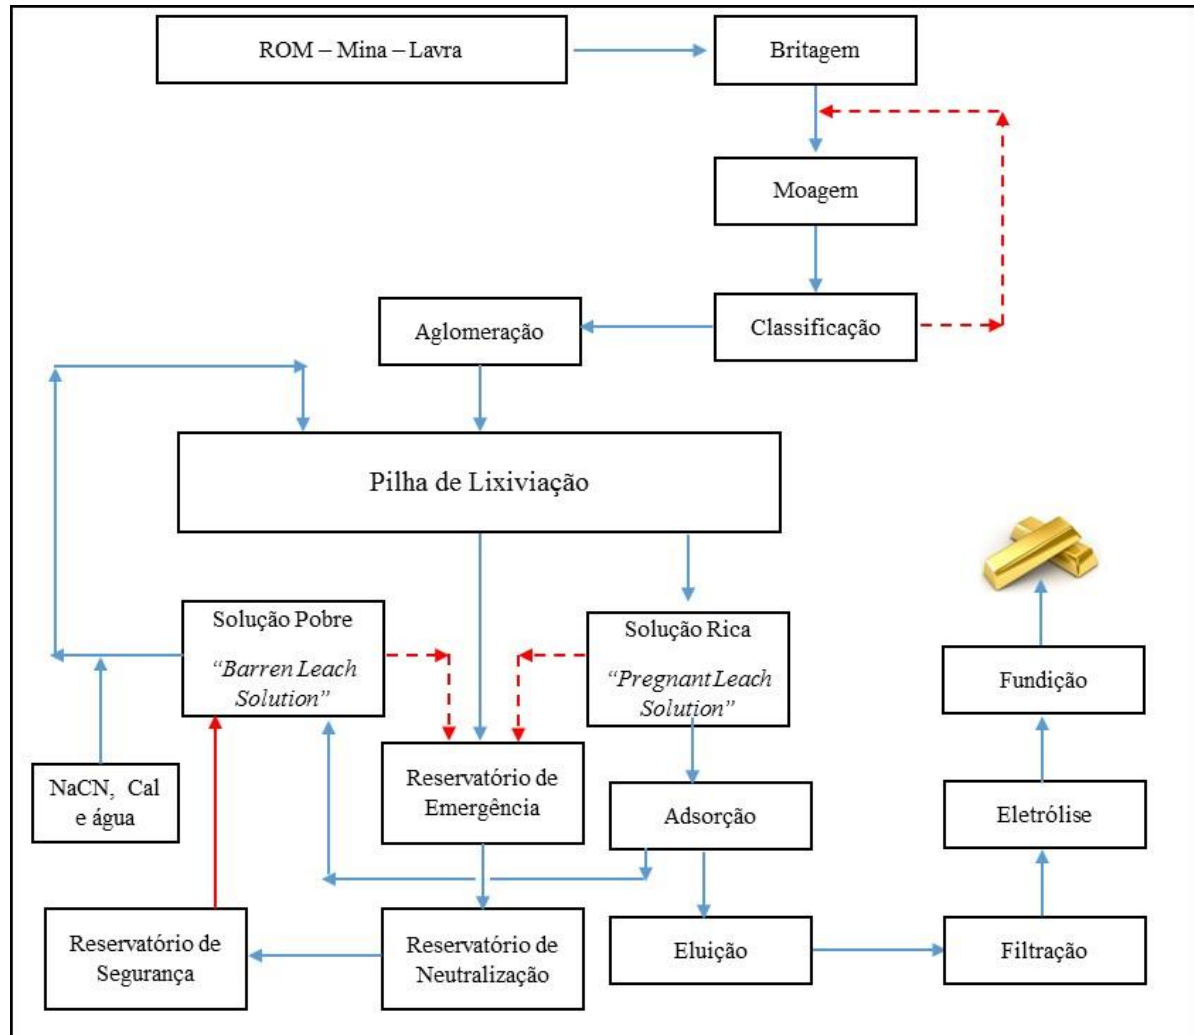 ROM – Mina – Lavra
Britagem
Moagem
Classificação
Aglomeração
Pilha de Lixiviação
Solução Pobre
“Barren Leach
Solution”
Solução Rica
“Pregnant Leach
Solution”
Fundição
NaCN, Cal
e água
Reservatório de
Emergência
Adsorção
Eletrólise
Reservatório de
Segurança
Reservatório de
Neutralização
Eluição
Filtração